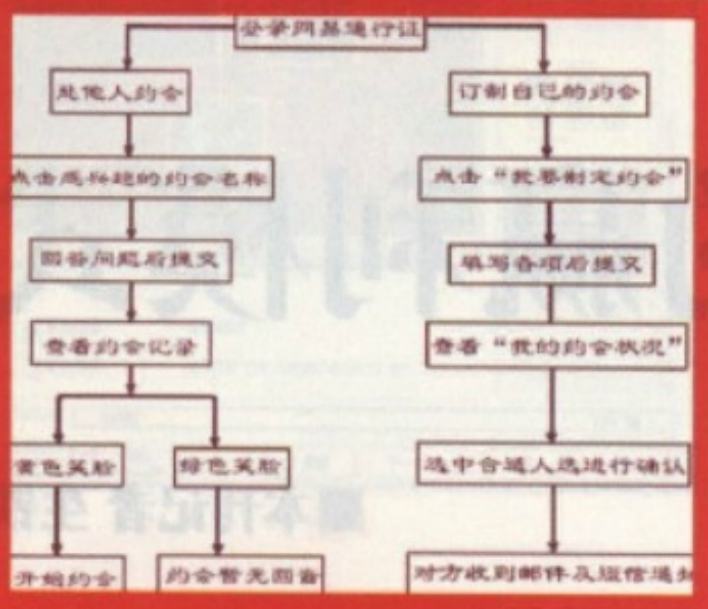 登录网易通行证
赴他人约会
订制自己的约会
点击感兴趣的约会名称
点击“我要制定约会”
回答问题后提交
填写各项后提交
查看约会记录
查看“我的约会状况”
黄色笑脸
绿色笑脸
选中合适人选进行确认
开始约会
约会暂无回音
对方收到邮件及短信通知